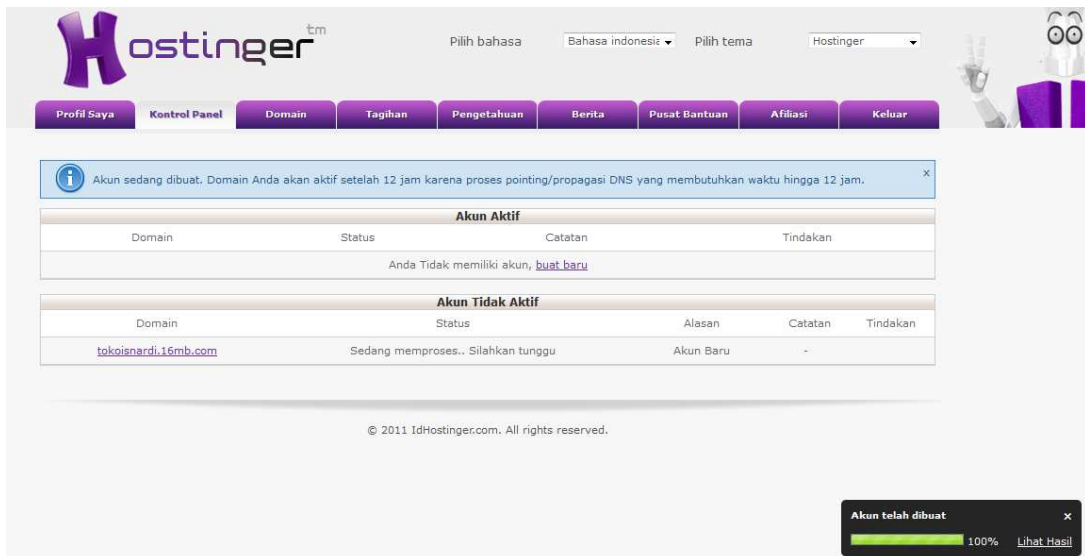 Hostinger tm
Pilih bahasa Bahasa indonesia Pilih tema Hostinger
Profil Saya Kontrol Panel Domain Tagihan Pengetahuan Berita Pusat Bantuan Afiliasi Keluar
Akun sedang dibuat. Domain Anda akan aktif setelah 12 jam karena proses pointing/propagasi DNS yang membutuhkan waktu hingga 12 jam. x
Akun Aktif
Domain Status Catatan Tindakan
Anda Tidak memiliki akun, buat baru
Akun Tidak Aktif
Domain Status Alasan Catatan Tindakan
tokoisnardi.16mb.com Sedang memproses.. Silahkan tunggu Akun Baru -
© 2011 IdHostinger.com. All rights reserved.
Akun telah dibuat x
100% Lihat Hasil